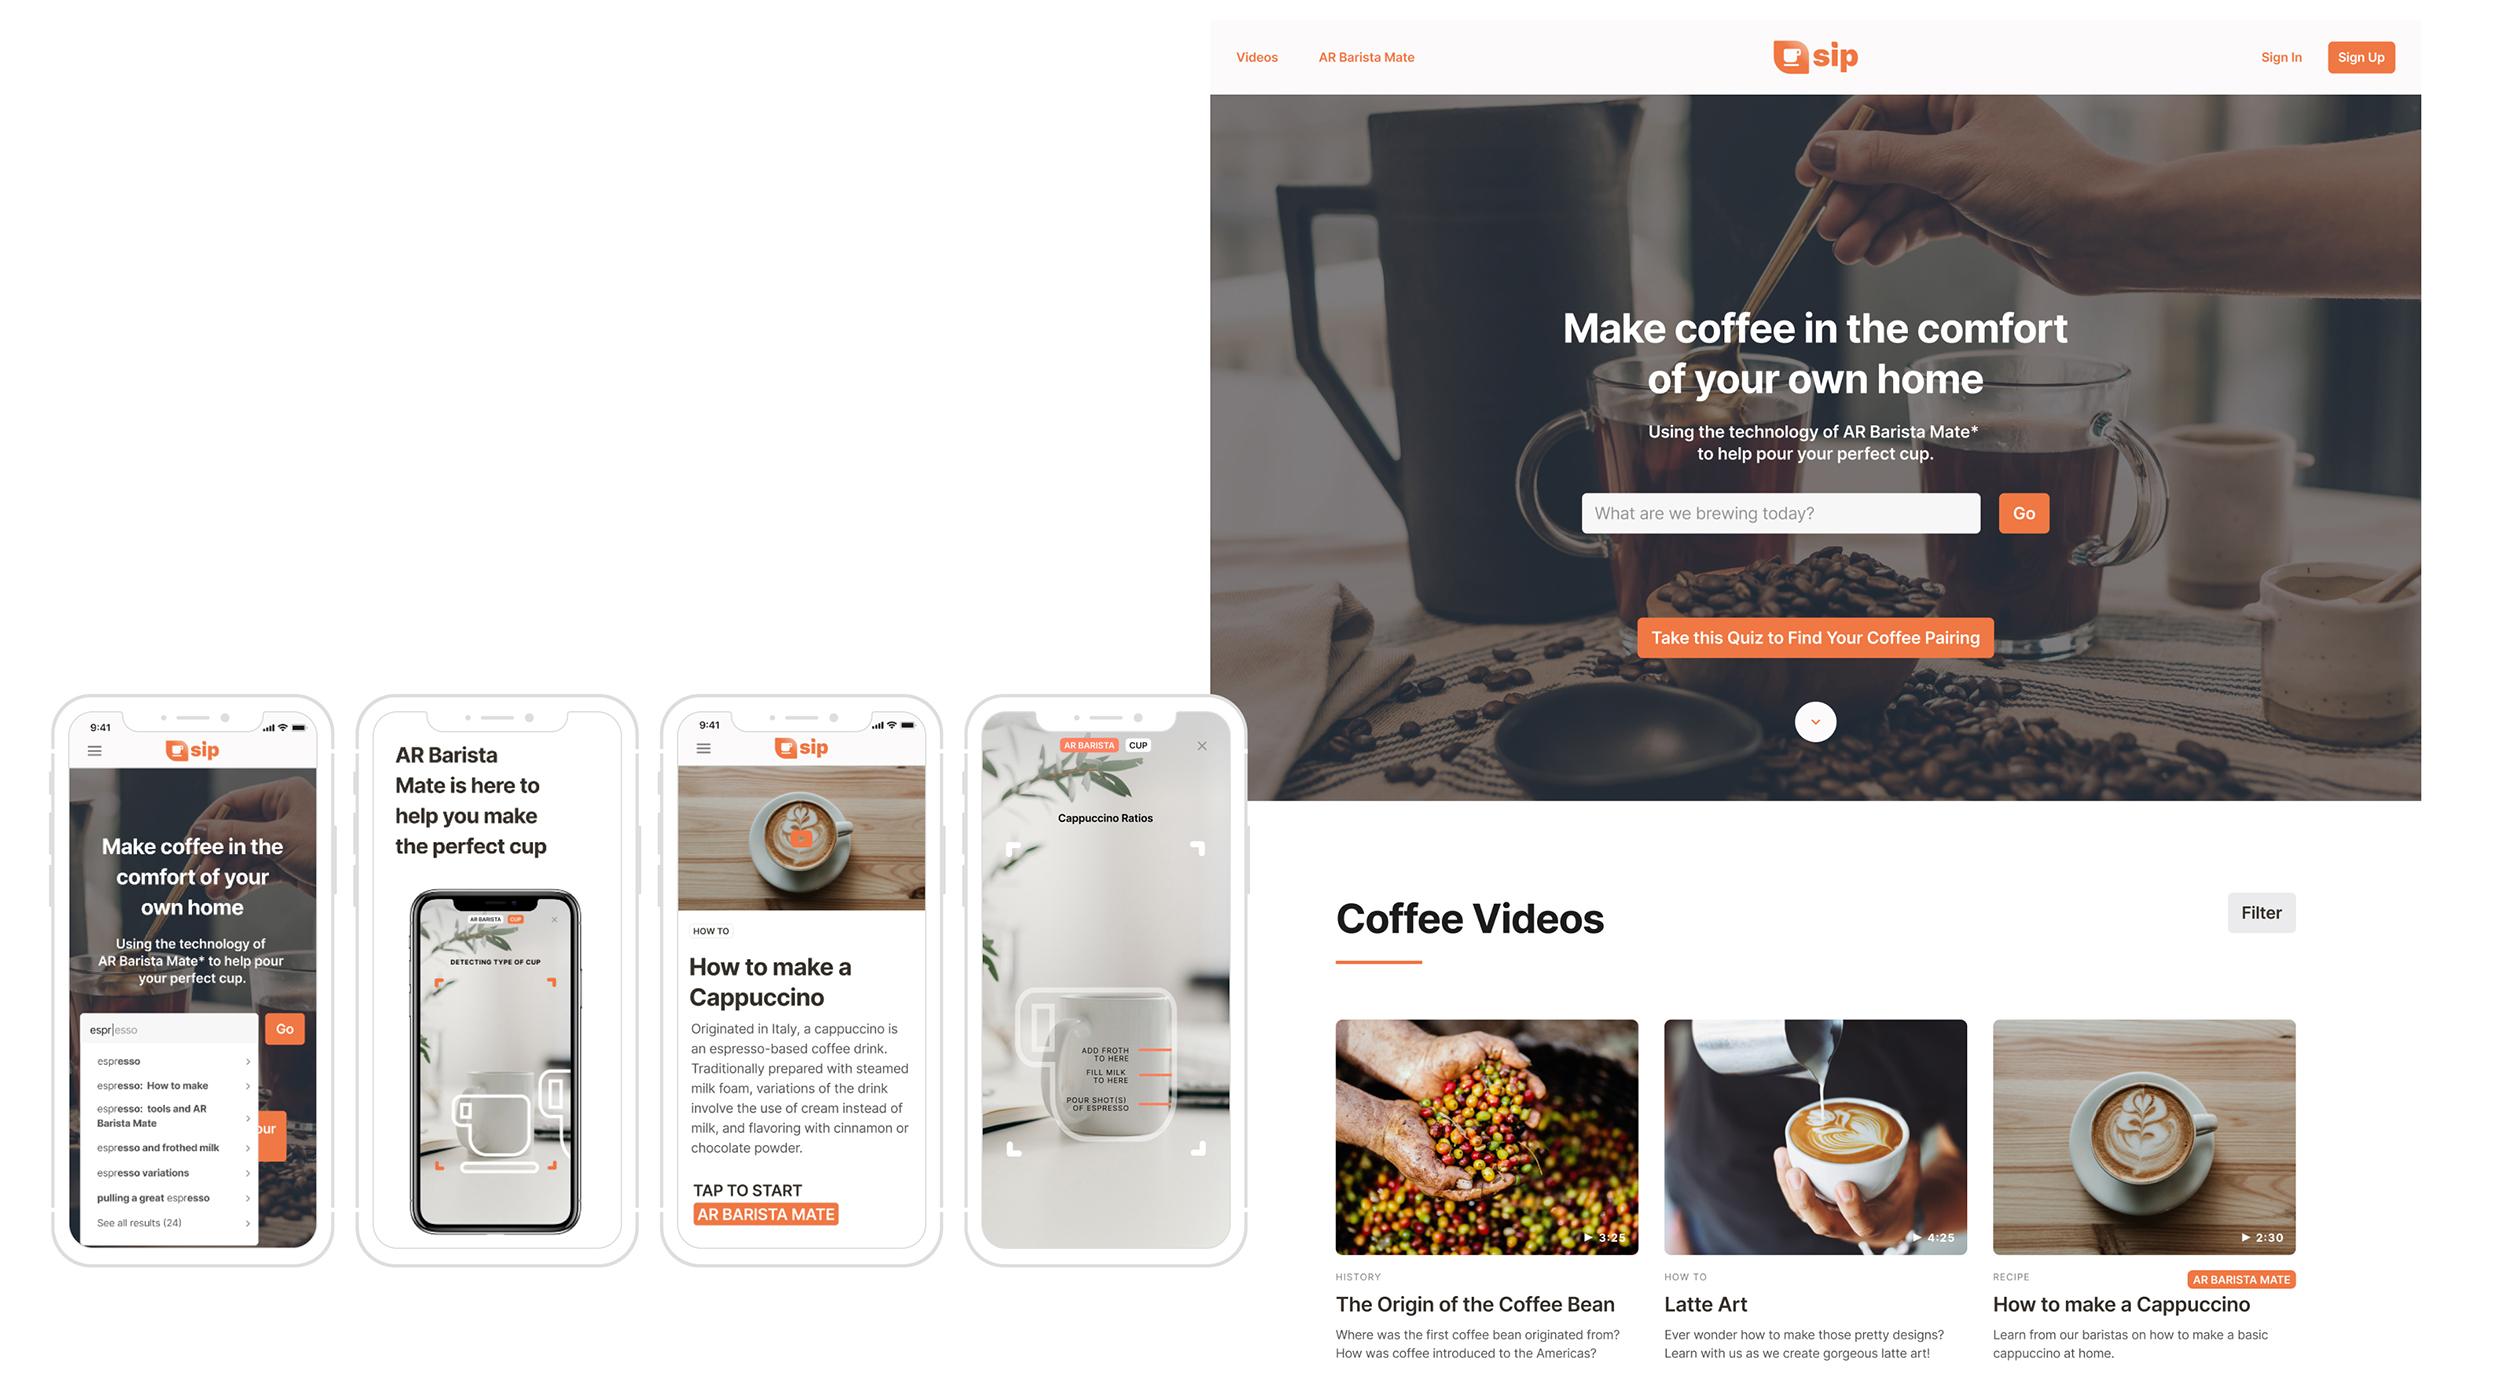 Videos
AR Barista Mate
sip
Sign In
Sign Up
Make coffee in the comfort
of your own home
Using the technology of AR Barista Mate*
to help pour your perfect cup.
What are we brewing today?
Go
Take this Quiz to Find Your Coffee Pairing
9:41
sip
Make coffee in the
comfort of your
own home
Using the technology of
AR Barista Mate* to help pour
your perfect cup.
espresso
Go
espresso
espresso: How to make
espresso: tools and AR
Barista Mate
our
espresso and frothed milk
espresso variations
pulling a great espresso
See all results (24)
AR Barista
Mate is here to
help you make
the perfect cup
AR BARISTA
CUP
DETECTING TYPE OF CUP
9:41
sip
HOW TO
How to make a
Cappuccino
Originated in Italy, a cappuccino is
an espresso-based coffee drink.
Traditionally prepared with steamed
milk foam, variations of the drink
involve the use of cream instead of
milk, and flavoring with cinnamon or
chocolate powder.
TAP TO START
AR BARISTA MATE
AR BARISTA
CUP
Cappuccino Ratios
ADD FROTH
TO HERE
FILL MILK
TO HERE
POUR SHOT(S)
OF ESPRESSO
Coffee Videos
Filter
3:25
HISTORY
The Origin of the Coffee Bean
Where was the first coffee bean originated from?
How was coffee introduced to the Americas?
4:25
HOW TO
Latte Art
Ever wonder how to make those pretty designs?
Learn with us as we create gorgeous latte art!
2:30
RECIPE
AR BARISTA MATE
How to make a Cappuccino
Learn from our baristas on how to make a basic
cappuccino at home.